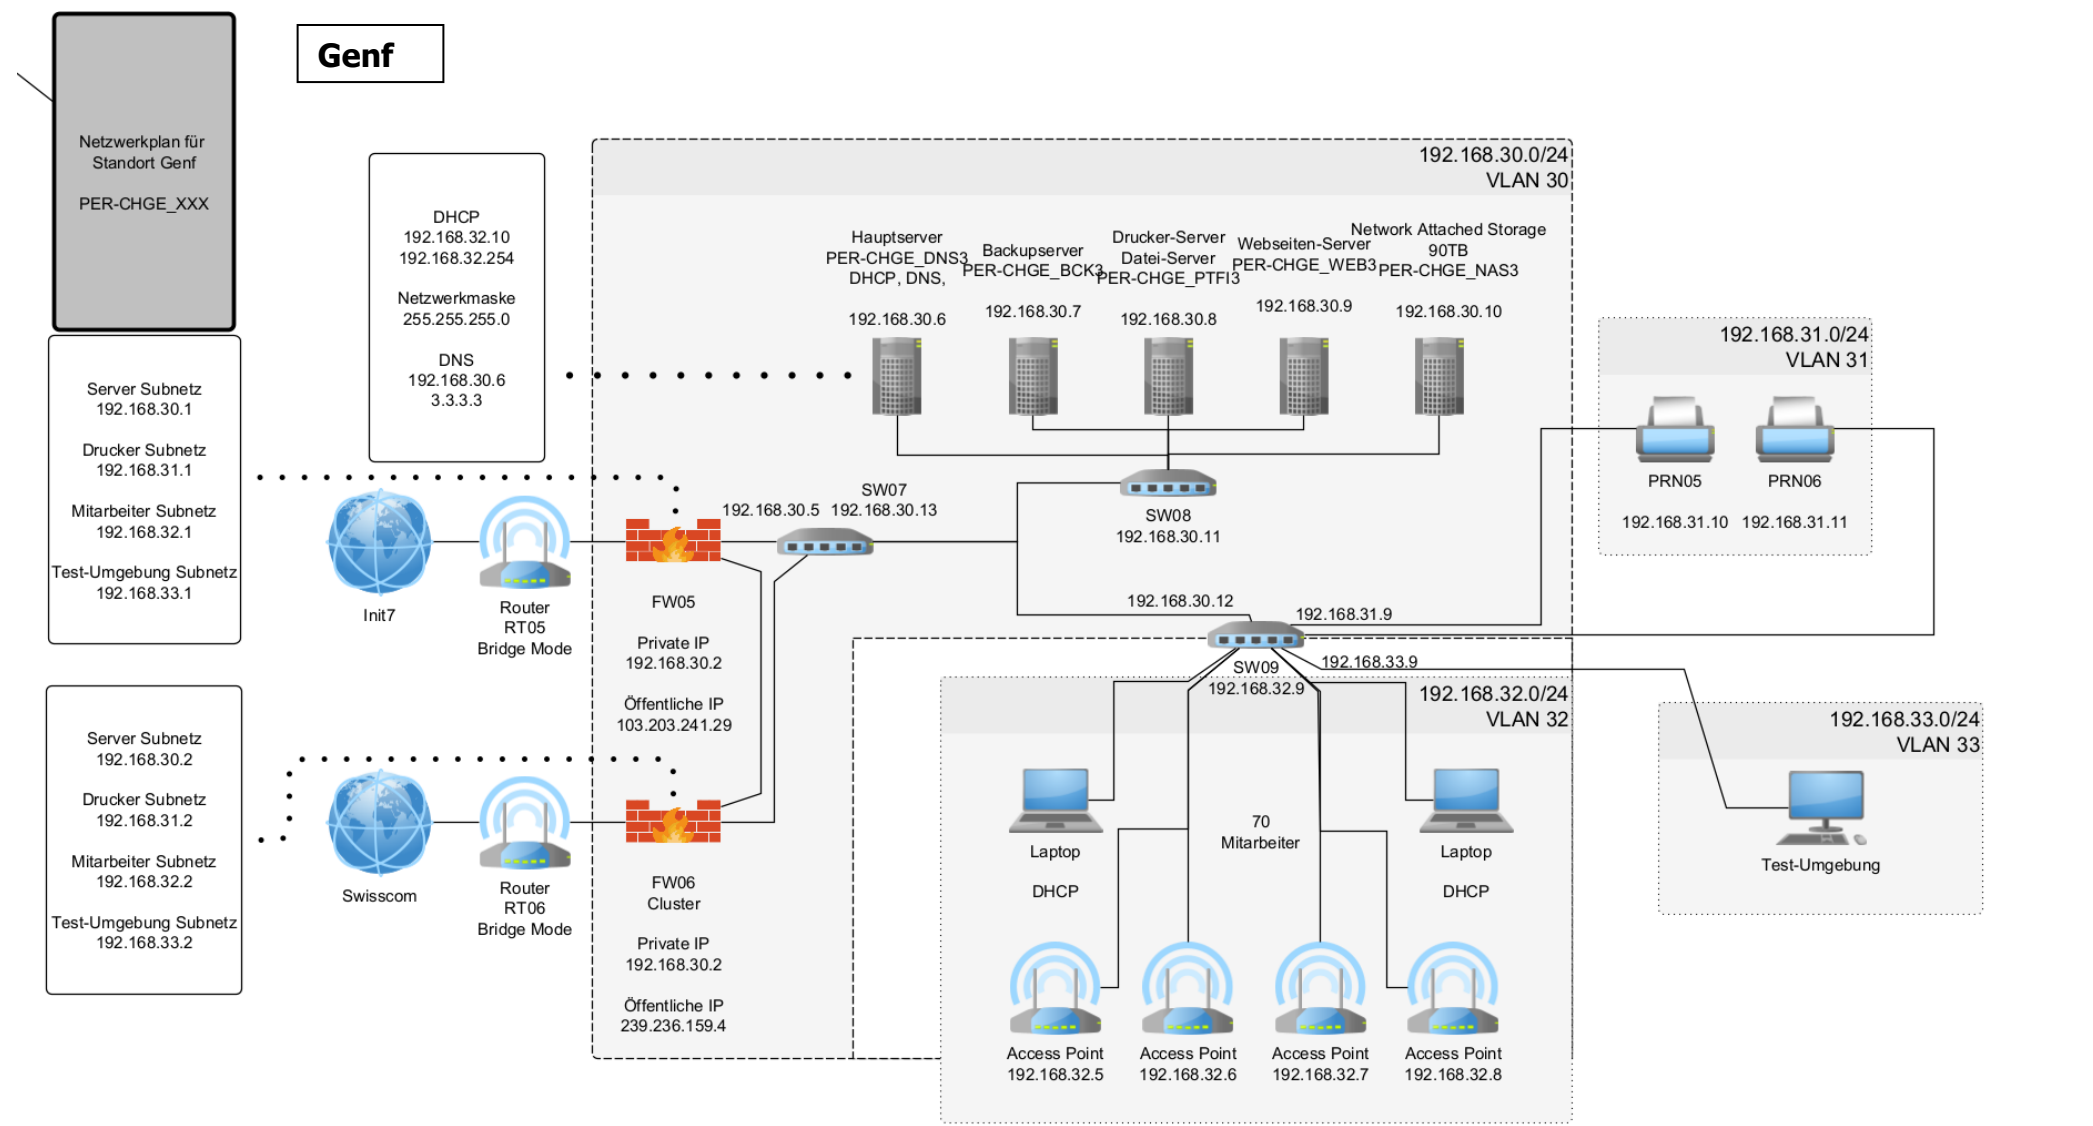 Genf
Netzwerkplan für
Standort Genf
PER-CHGE_XXX
Server Subnetz
192.168.30.1
Drucker Subnetz
192.168.31.1
Mitarbeiter Subnetz
192.168.32.1
Test-Umgebung Subnetz
192.168.33.1
Server Subnetz
192.168.30.2
Drucker Subnetz
192.168.31.2
Mitarbeiter Subnetz
192.168.32.2
Test-Umgebung Subnetz
192.168.33.2
DHCP
192.168.32.10
192.168.32.254
Netzwerkmaske
255.255.255.0
DNS
192.168.30.6
3.3.3.3
Init7
Router
RT05
Bridge Mode
Swisscom
Router
RT06
Bridge Mode
192.168.30.0/24
VLAN 30
Hauptserver
PER-CHGE_DNS3
DHCP, DNS,
192.168.30.6
Backupserver
PER-CHGE_BCK3
192.168.30.7
Drucker-Server
Datei-Server
PER-CHGE_PTFI3
192.168.30.8
Webseiten-Server
PER-CHGE_WEB3
192.168.30.9
Network Attached Storage
90TB
PER-CHGE_NAS3
192.168.30.10
FW05
Private IP
192.168.30.2
Öffentliche IP
103.203.241.29
FW06
Cluster
Private IP
192.168.30.2
Öffentliche IP
239.236.159.4
192.168.30.5
SW07
192.168.30.13
SW08
192.168.30.11
192.168.30.12
192.168.31.9
192.168.33.9
SW09
192.168.32.9
192.168.31.0/24
VLAN 31
PRN05
192.168.31.10
PRN06
192.168.31.11
192.168.32.0/24
VLAN 32
Laptop
DHCP
70
Mitarbeiter
Laptop
DHCP
Access Point
192.168.32.5
Access Point
192.168.32.6
Access Point
192.168.32.7
Access Point
192.168.32.8
192.168.33.0/24
VLAN 33
Test-Umgebung